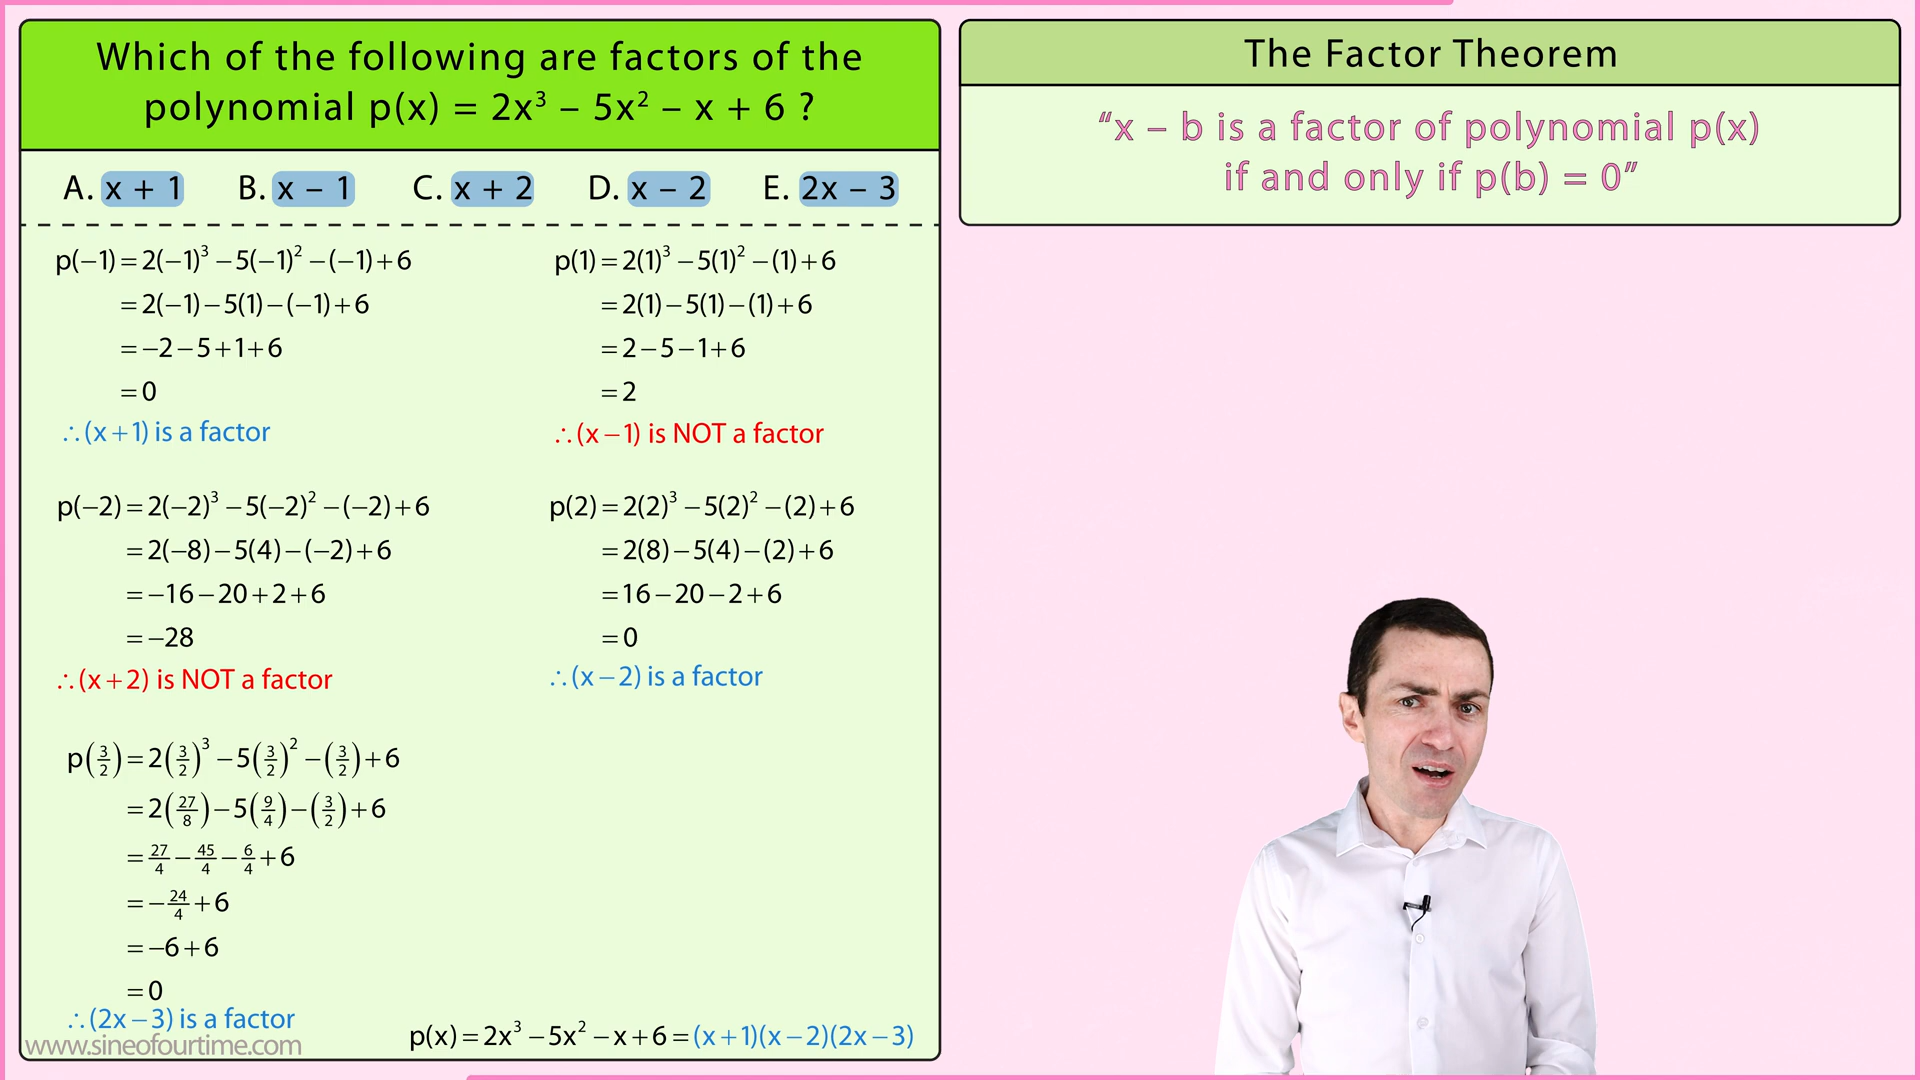 Which of the following are factors of the
polynomial p(x) = 2x³ – 5x² – x + 6 ?
A. x + 1 B. x – 1 C. x + 2 D. x – 2 E. 2x – 3
p(−1) = 2(−1)³ − 5(−1)² − (−1) + 6
= 2(−1) − 5(1) − (−1) + 6
= −2 − 5 + 1 + 6
= 0
∴ (x + 1) is a factor
p(1) = 2(1)³ − 5(1)² − (1) + 6
= 2(1) − 5(1) − (1) + 6
= 2 − 5 − 1 + 6
= 2
∴ (x − 1) is NOT a factor
p(−2) = 2(−2)³ − 5(−2)² − (−2) + 6
= 2(−8) − 5(4) − (−2) + 6
= −16 − 20 + 2 + 6
= −28
∴ (x + 2) is NOT a factor
p(2) = 2(2)³ − 5(2)² − (2) + 6
= 2(8) − 5(4) − (2) + 6
= 16 − 20 − 2 + 6
= 0
∴ (x − 2) is a factor
p(3/2) = 2(3/2)³ − 5(3/2)² − (3/2) + 6
= 2(27/8) − 5(9/4) − (3/2) + 6
= 27/4 − 45/4 − 6/4 + 6
= − 24/4 + 6
= −6 + 6
= 0
∴ (2x − 3) is a factor
www.sineofourtime.com
p(x) = 2x³ − 5x² − x + 6 = (x + 1)(x − 2)(2x − 3)
The Factor Theorem
“x – b is a factor of polynomial p(x)
if and only if p(b) = 0”